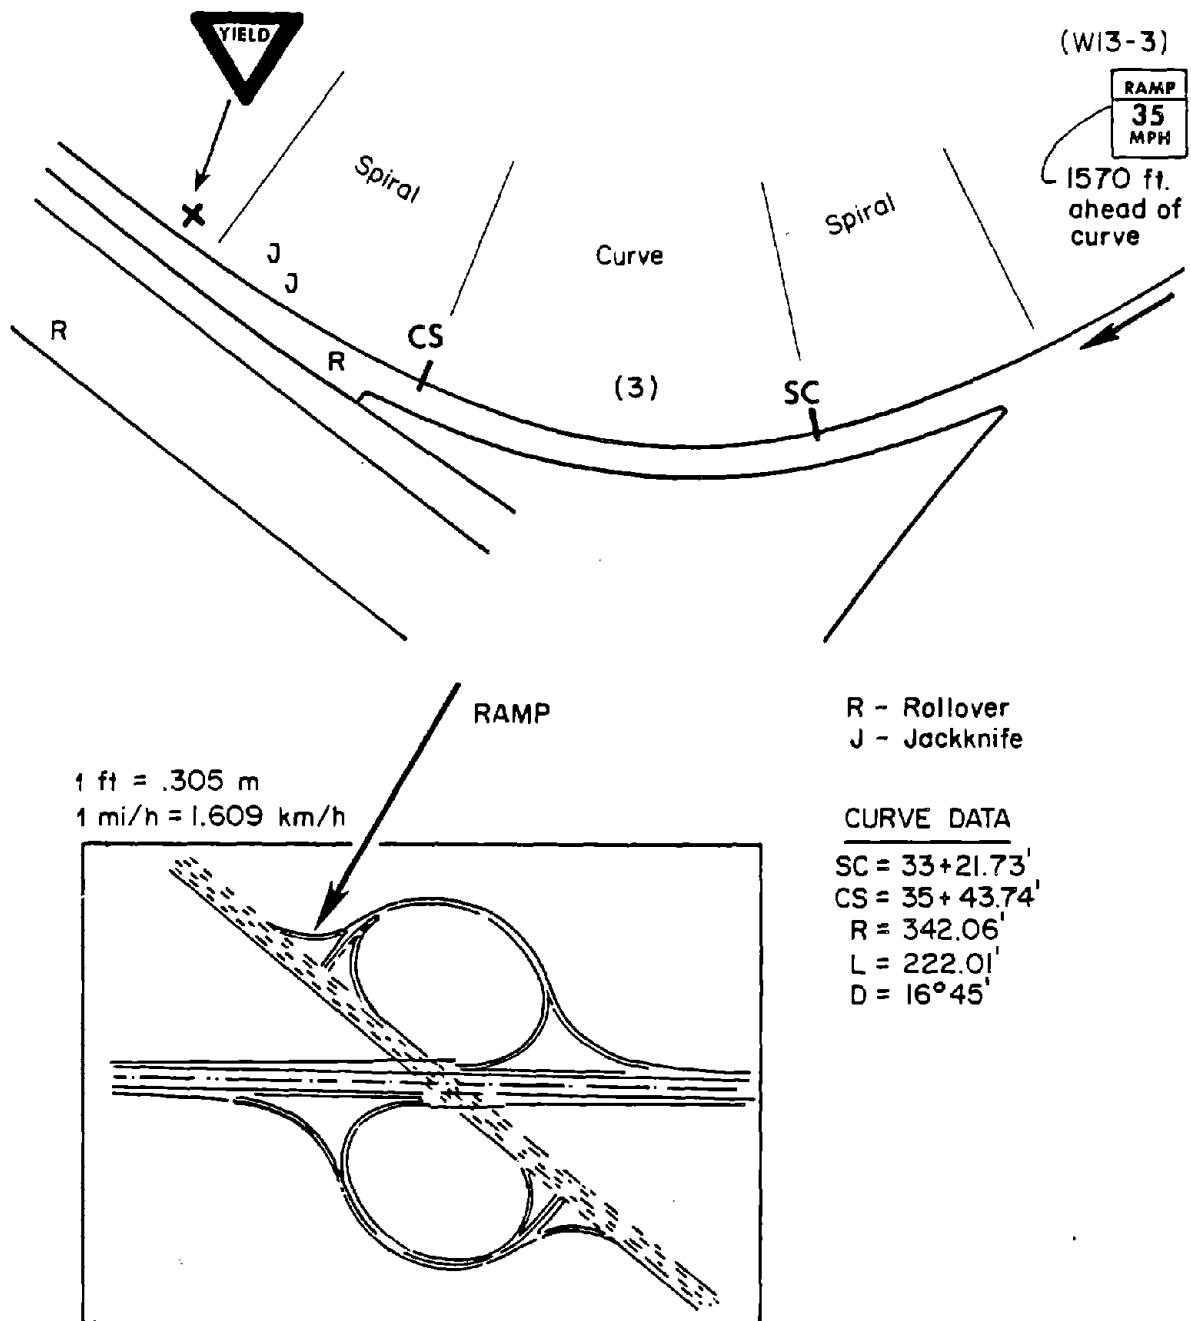 YIELD
(W13-3)
RAMP
35
MPH
1570 ft.
ahead of
curve
Spiral
Curve
Spiral
J
J
R
R
CS
(3)
SC
RAMP
R - Rollover
J - Jackknife
1 ft = .305 m
1 mi/h = 1.609 km/h
CURVE DATA
SC = 33+21.73'
CS = 35+43.74'
R = 342.06'
L = 222.01'
D = 16°45'